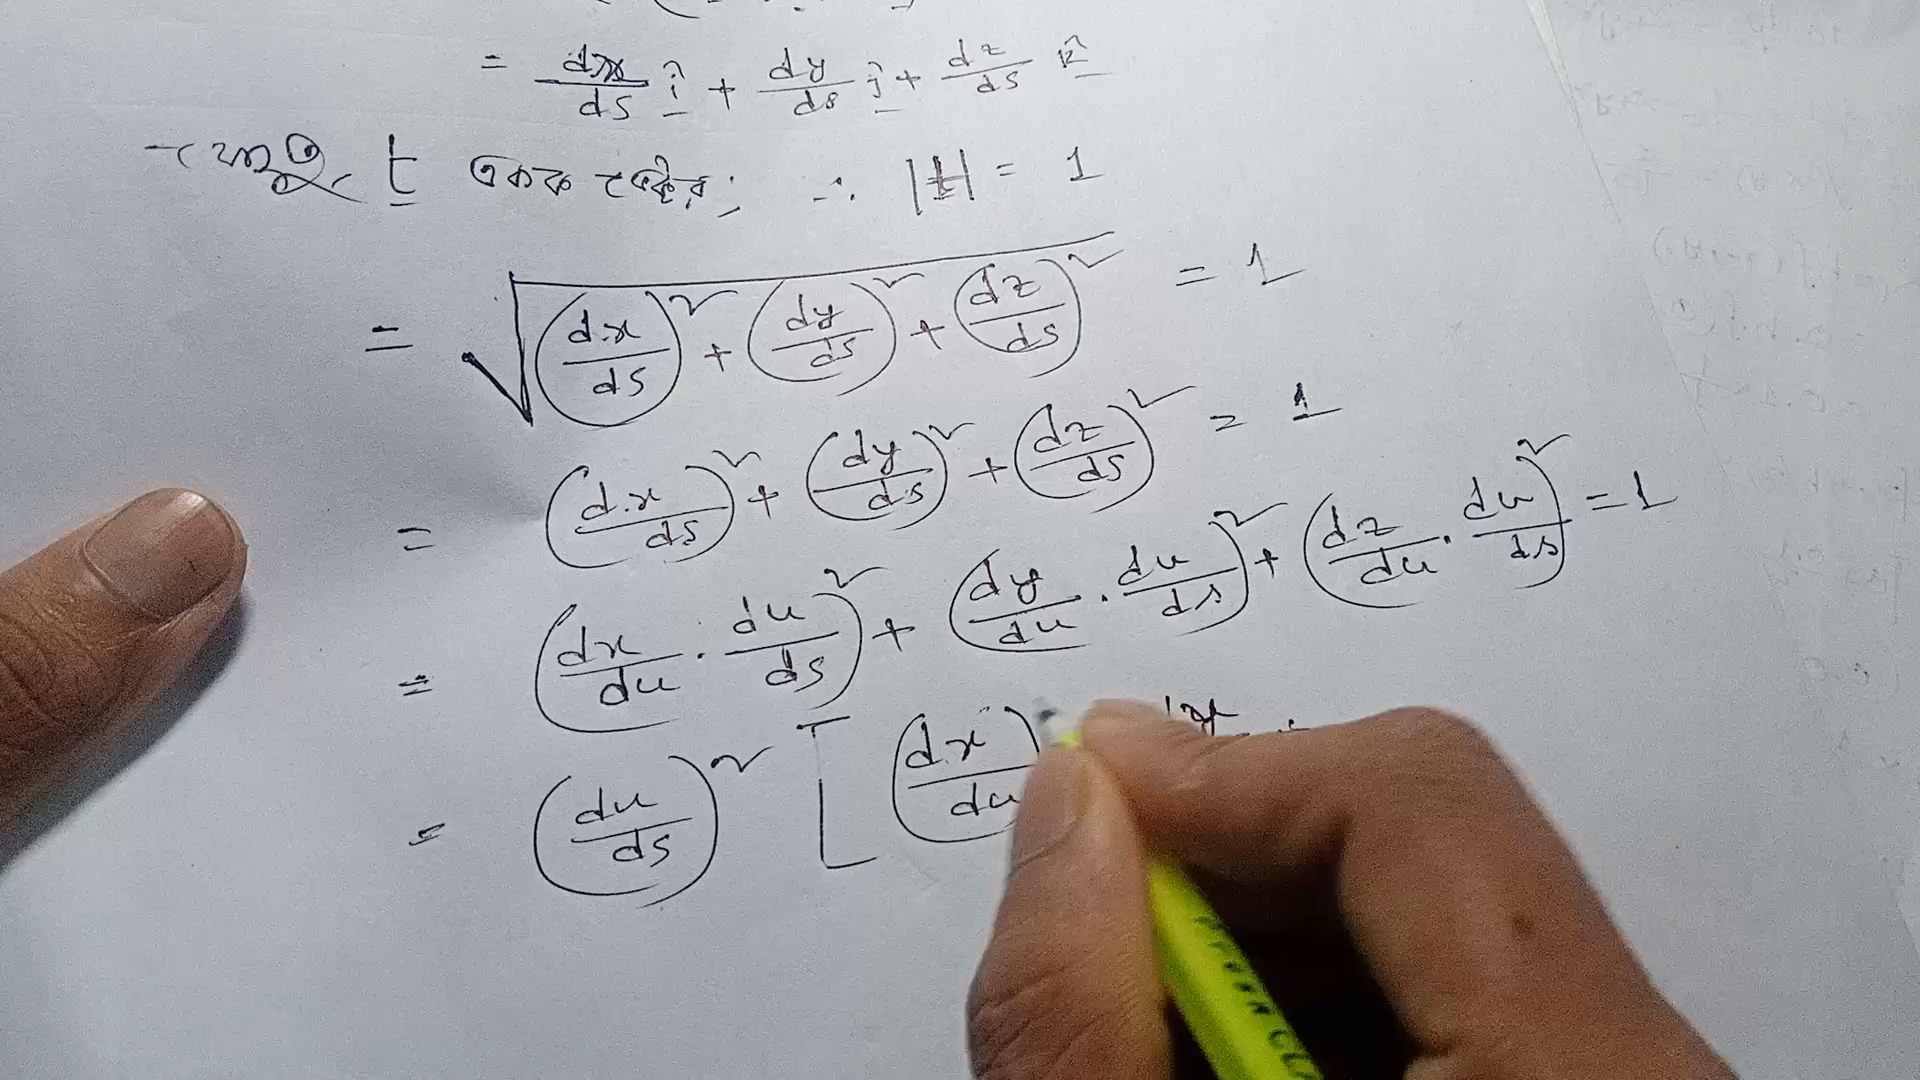 = dx/ds î + dy/ds ĵ + dz/ds k̂
যেহেতু t একক ভেক্টর; ∴ |t| = 1
= √((dx/ds)² + (dy/ds)² + (dz/ds)²) = 1
= (dx/ds)² + (dy/ds)² + (dz/ds)² = 1
= (dx/du · du/ds)² + (dy/du · du/ds)² + (dz/du · du/ds)² = 1
= (du/ds)² [ (dx/du)